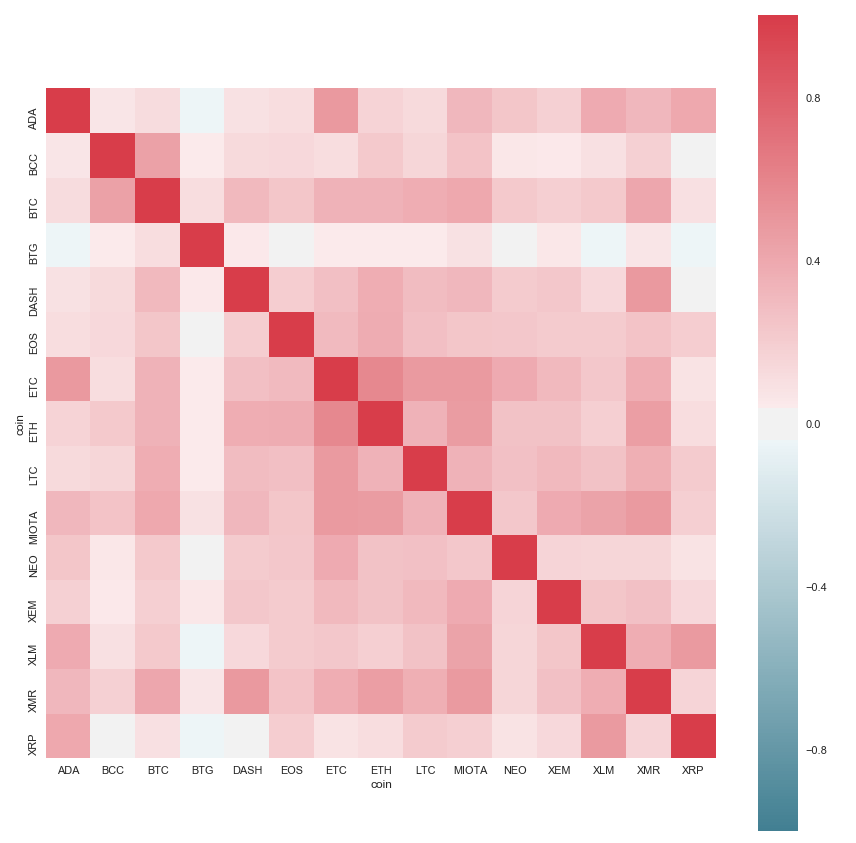 ADA
BCC
BTC
BTG
DASH
EOS
ETC
ETH
LTC
MIOTA
NEO
XEM
XLM
XMR
XRP
coin
ADA BCC BTC BTG DASH EOS ETC ETH LTC MIOTA NEO XEM XLM XMR XRP
coin
0.8
0.4
0.0
−0.4
−0.8